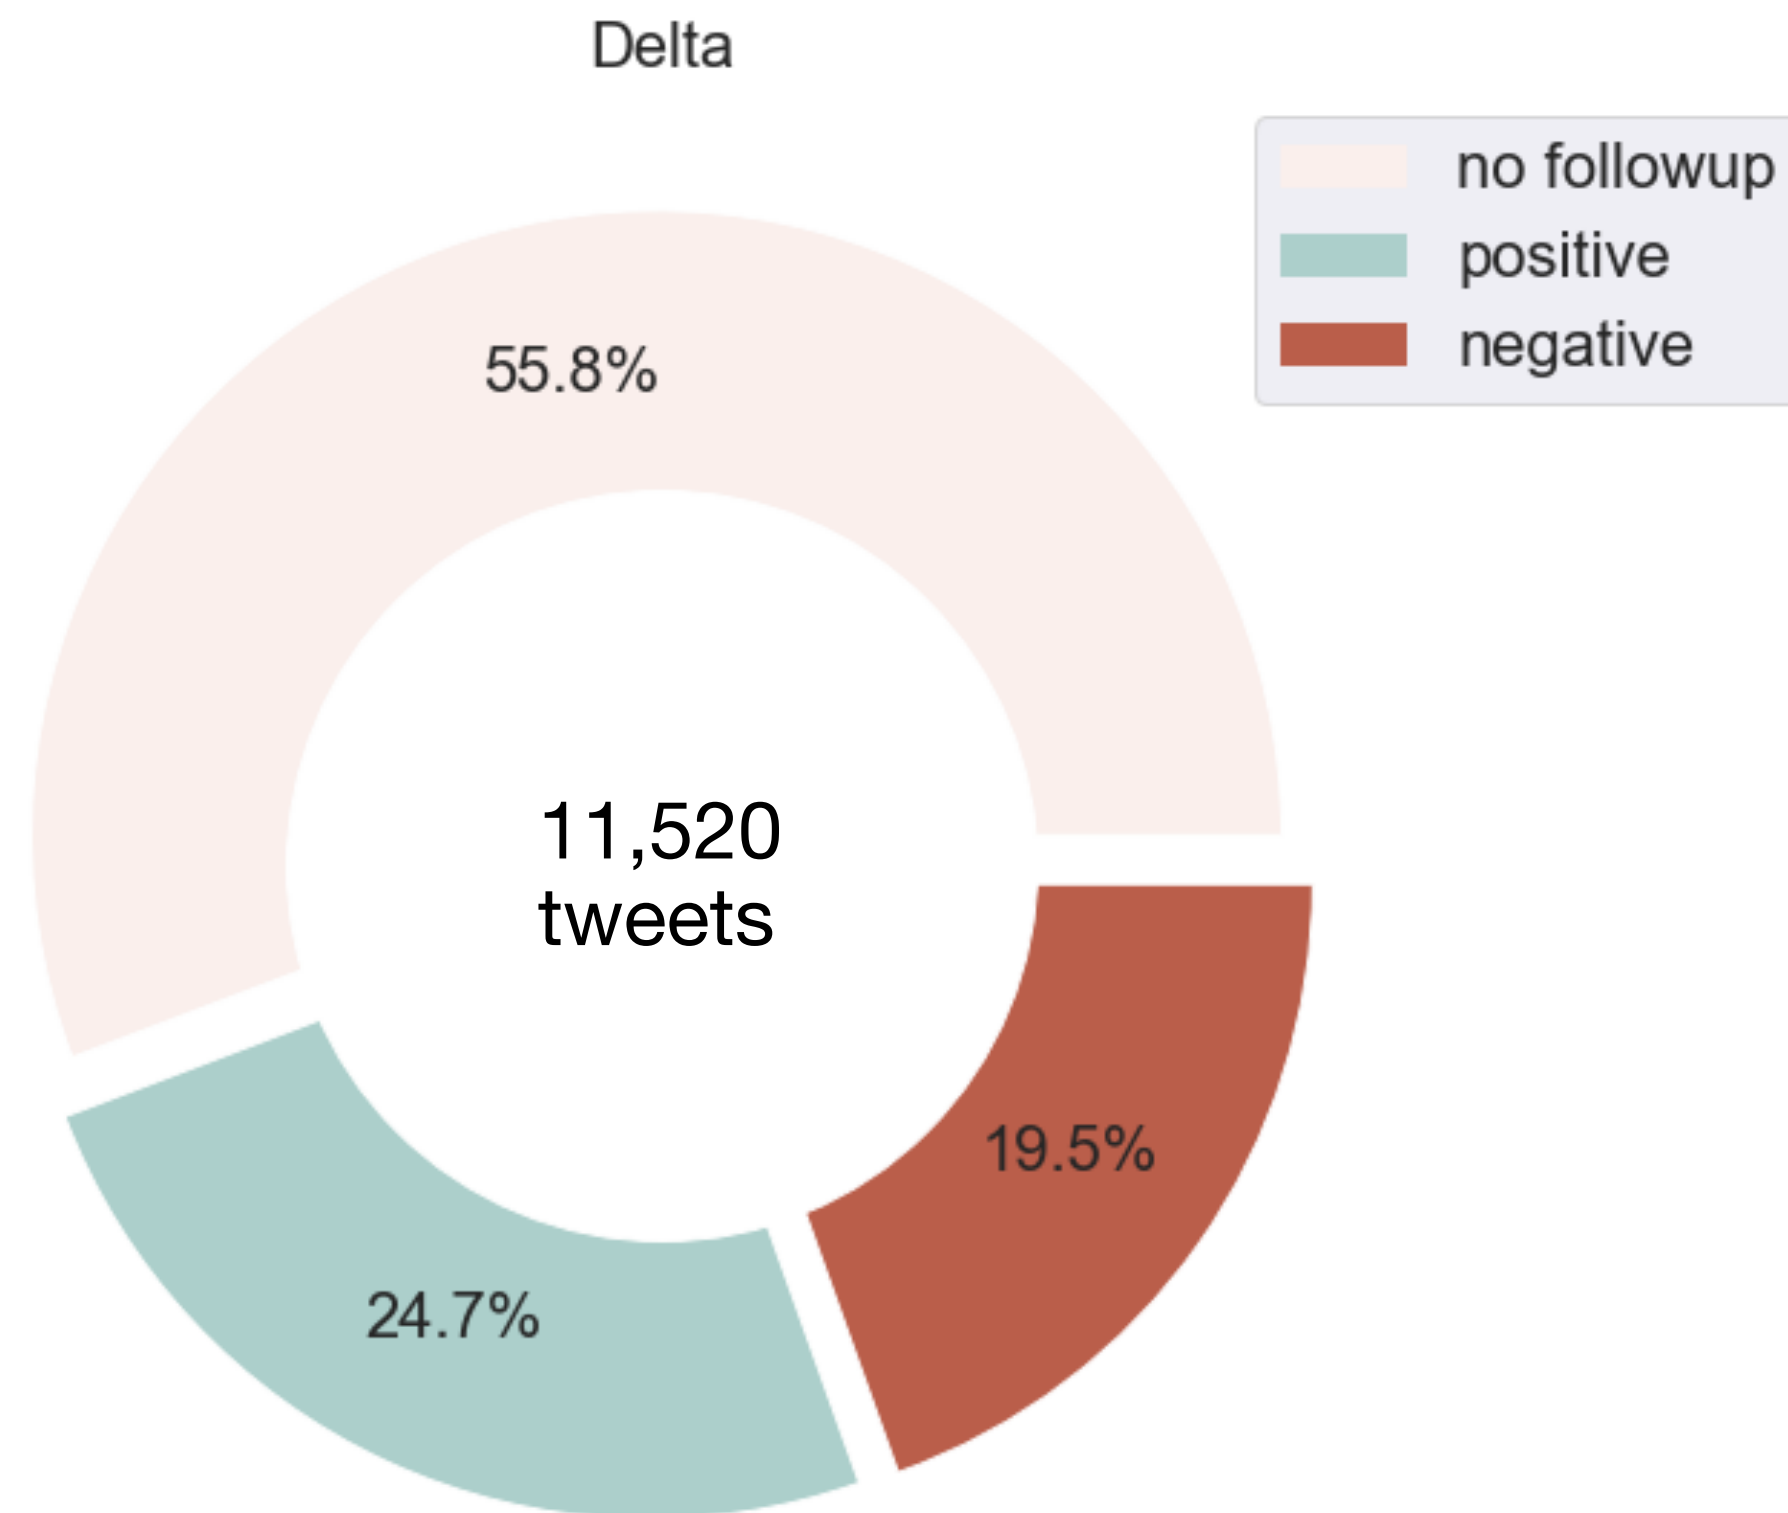 Delta
no followup
positive
negative
55.8%
11,520
tweets
19.5%
24.7%